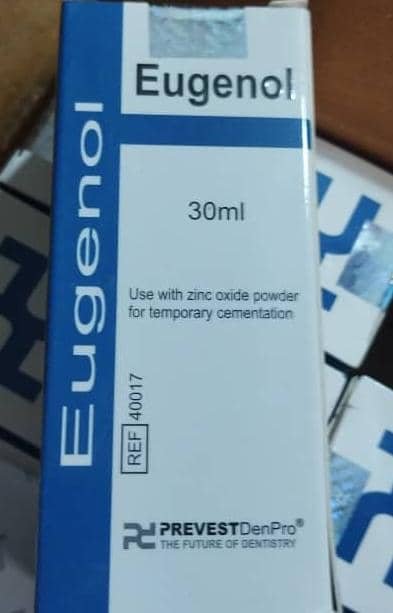 Eugenol
Eugenol
30ml
Use with zinc oxide powder
for temporary cementation
REF 40017
PREVESTDenPro®
THE FUTURE OF DENTISTRY